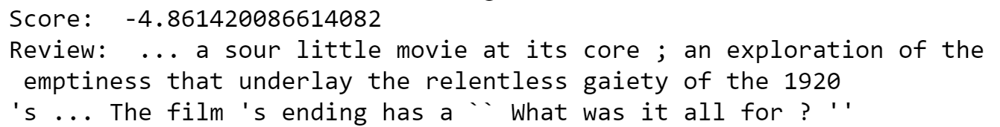 Score:  -4.861420086614082
Review:  ... a sour little movie at its core ; an exploration of the
 emptiness that underlay the relentless gaiety of the 1920
's ... The film 's ending has a `` What was it all for ? ''